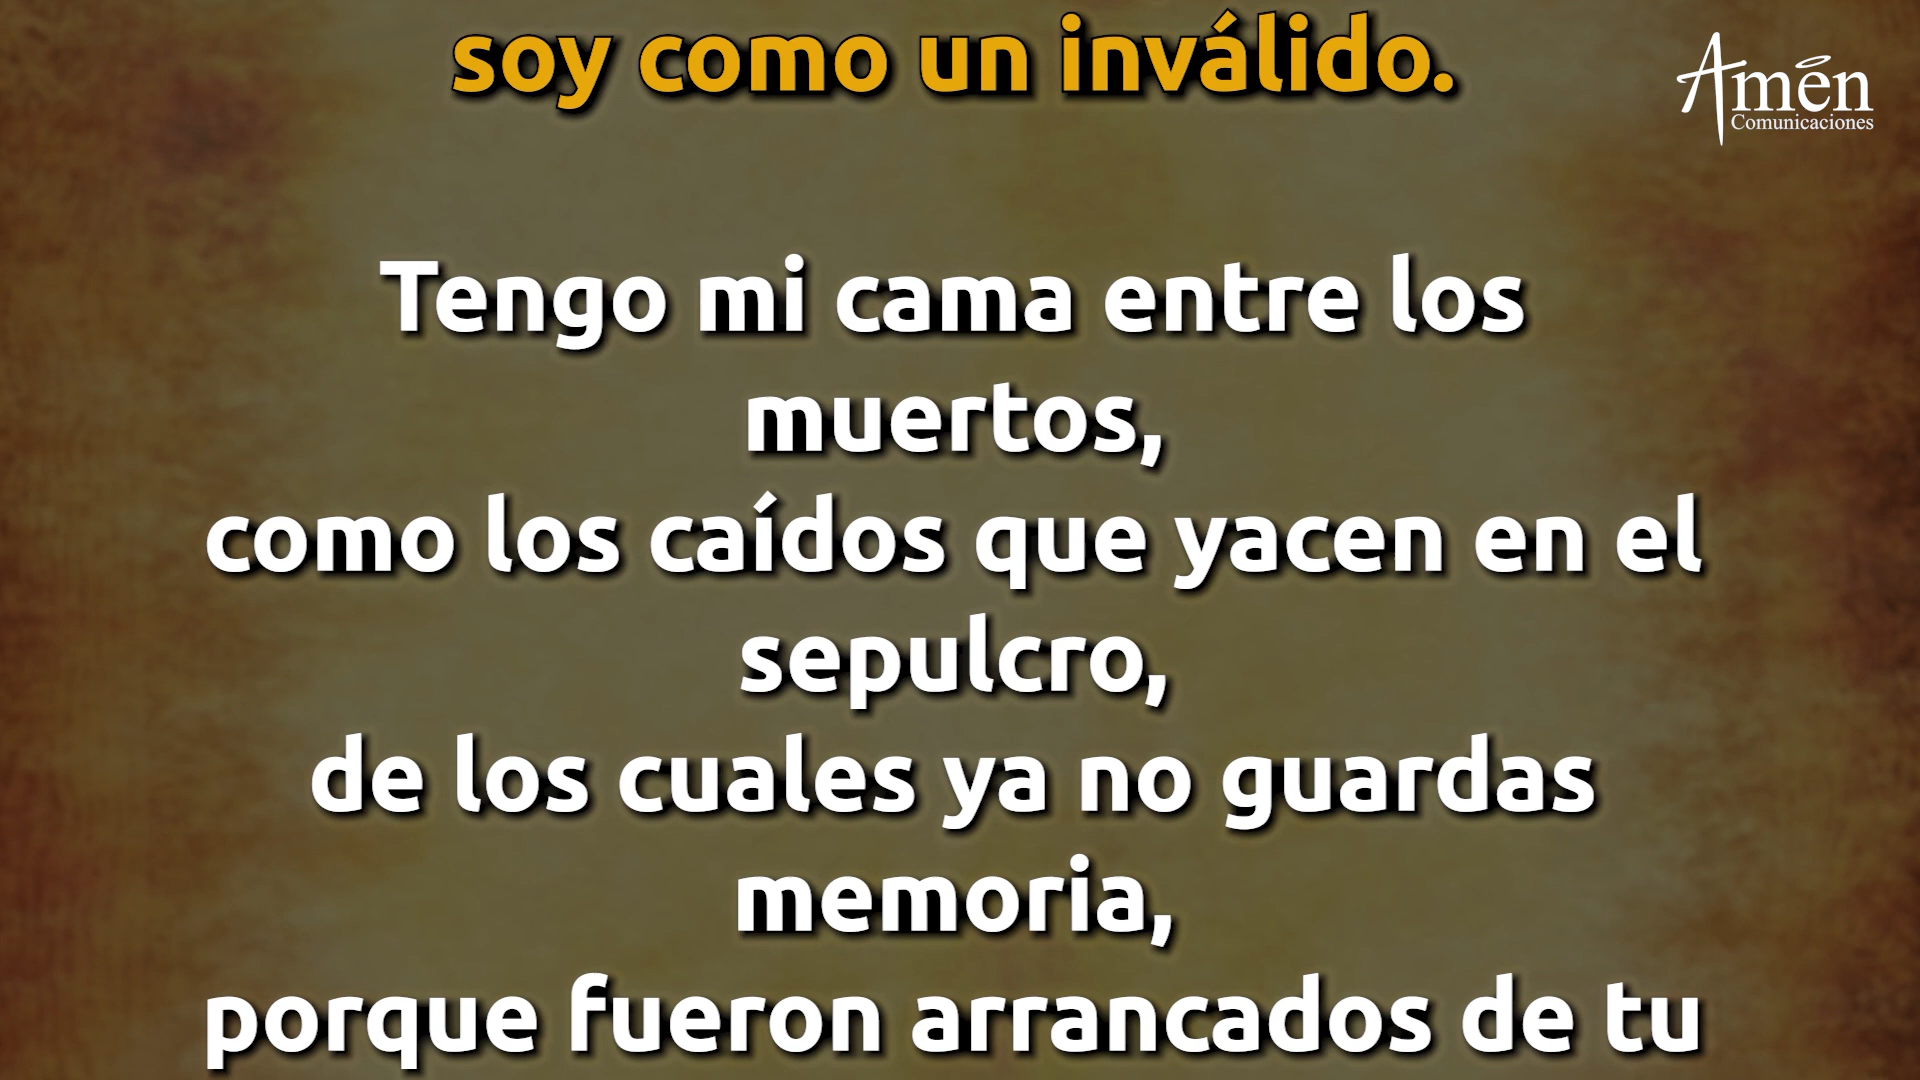 soy como un inválido.
Amén
Comunicaciones
Tengo mi cama entre los
muertos,
como los caídos que yacen en el
sepulcro,
de los cuales ya no guardas
memoria,
porque fueron arrancados de tu